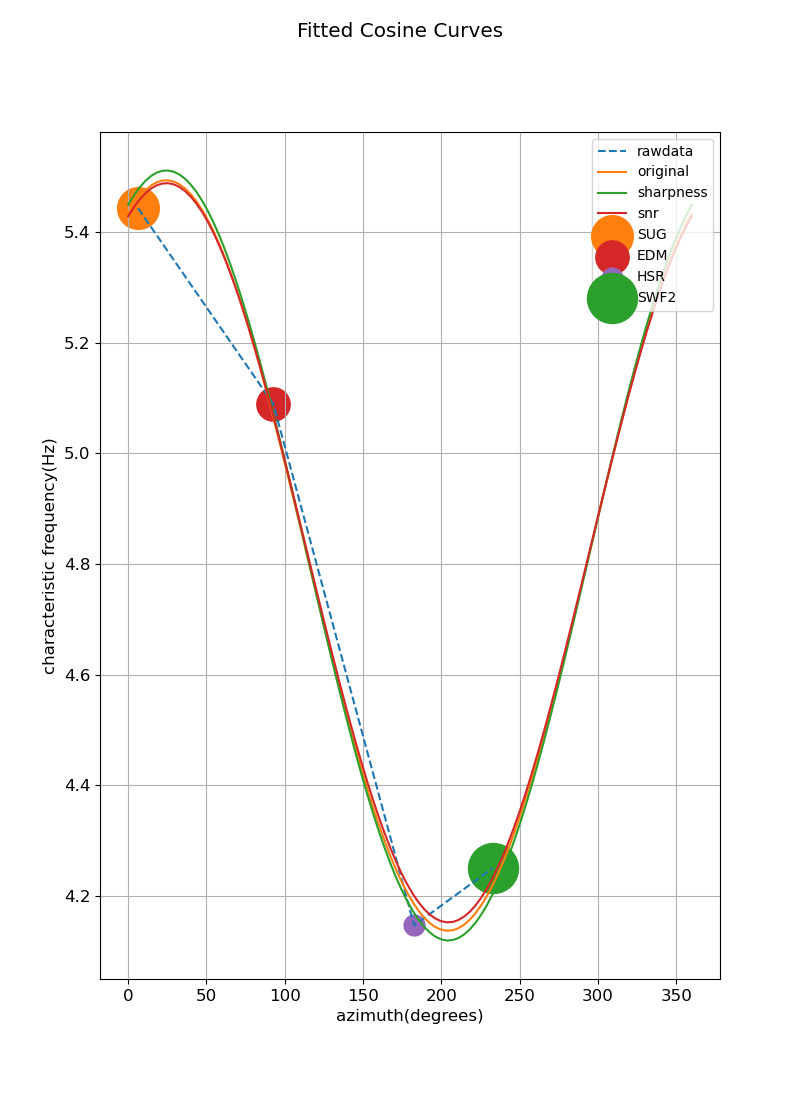 Fitted Cosine Curves
rawdata
original
sharpness
snr
SUG
EDM
HSR
SWF2
characteristic frequency(Hz)
5.4
5.2
5.0
4.8
4.6
4.4
4.2
0 50 100 150 200 250 300 350
azimuth(degrees)